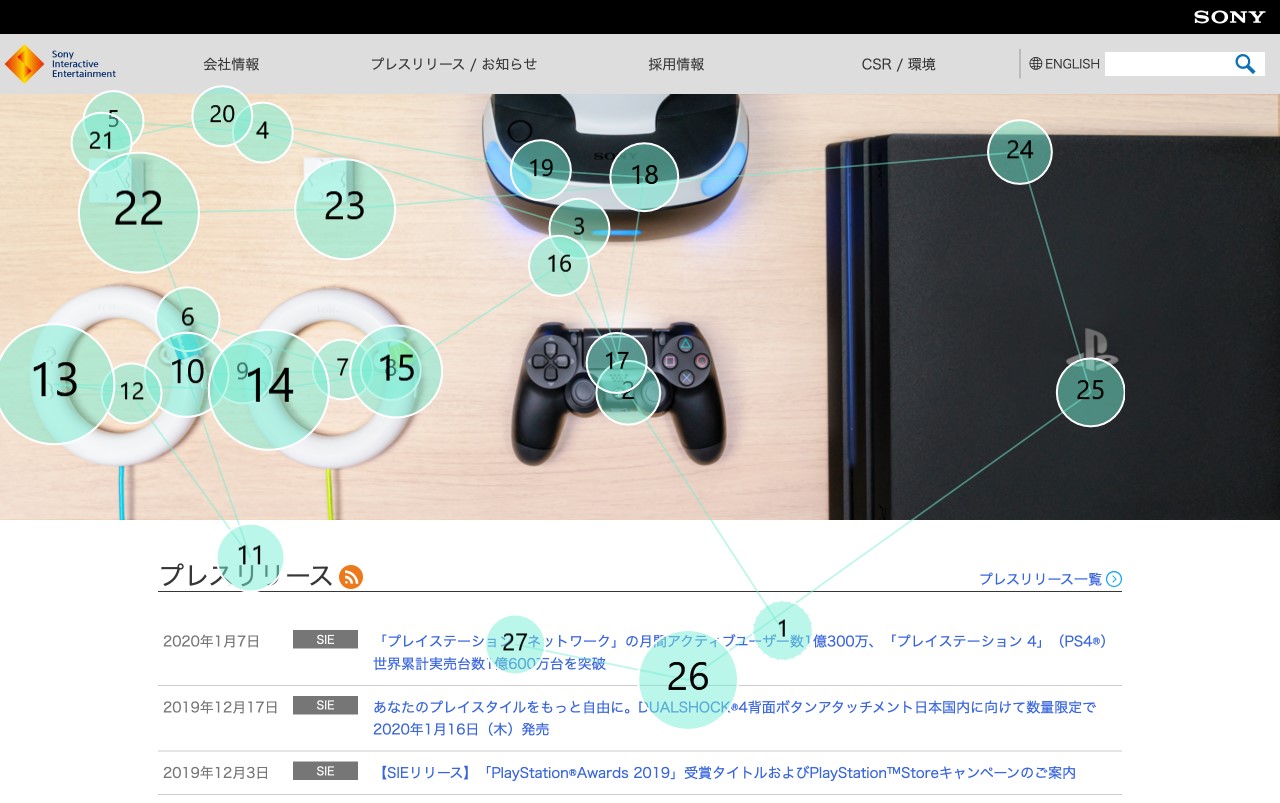 SONY
Sony
Interactive
Entertainment
会社情報
プレスリリース / お知らせ
採用情報
CSR / 環境
ENGLISH
5
20
21
4
24
SONY
19
18
22
23
3
16
6
17
7
8
15
9
10
14
13
12
2
25
11
プレスリリース
プレスリリース一覧
1
27
2020年1月7日
SIE
「プレイステーション ネットワーク」の月間アクティブユーザー数1億300万、「プレイステーション 4」（PS4®）
世界累計実売台数1億600万台を突破
26
2019年12月17日
SIE
あなたのプレイスタイルをもっと自由に。DUALSHOCK®4背面ボタンアタッチメント日本国内に向けて数量限定で
2020年1月16日（木）発売
2019年12月3日
SIE
【SIEリリース】「PlayStation®Awards 2019」受賞タイトルおよびPlayStation™Storeキャンペーンのご案内